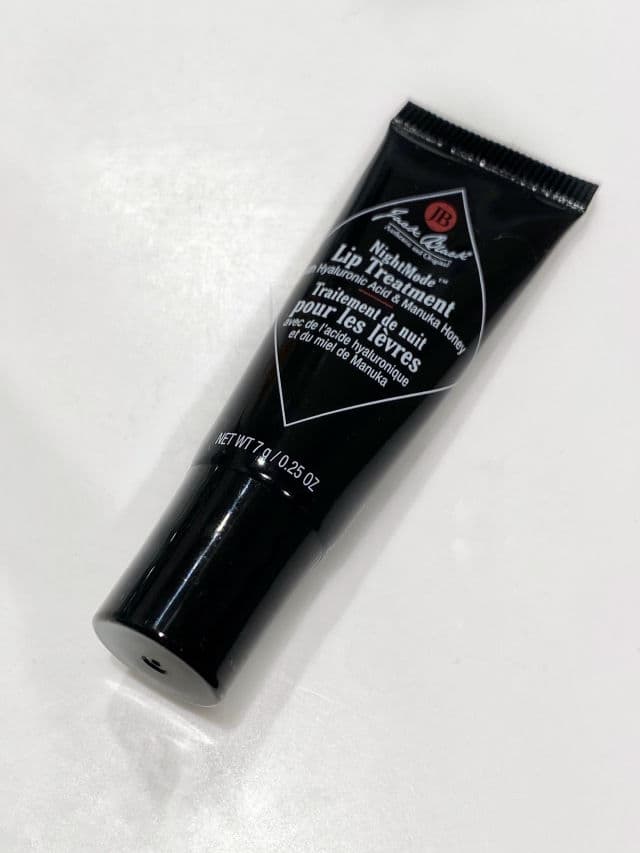 JB
Jack Black
Authentic and Original
NightMode™
Lip Treatment
Hyaluronic Acid & Manuka Honey
Traitement de nuit
pour les lèvres
avec de l'acide hyaluronique
et du miel de Manuka
NET WT 7 g / 0.25 OZ